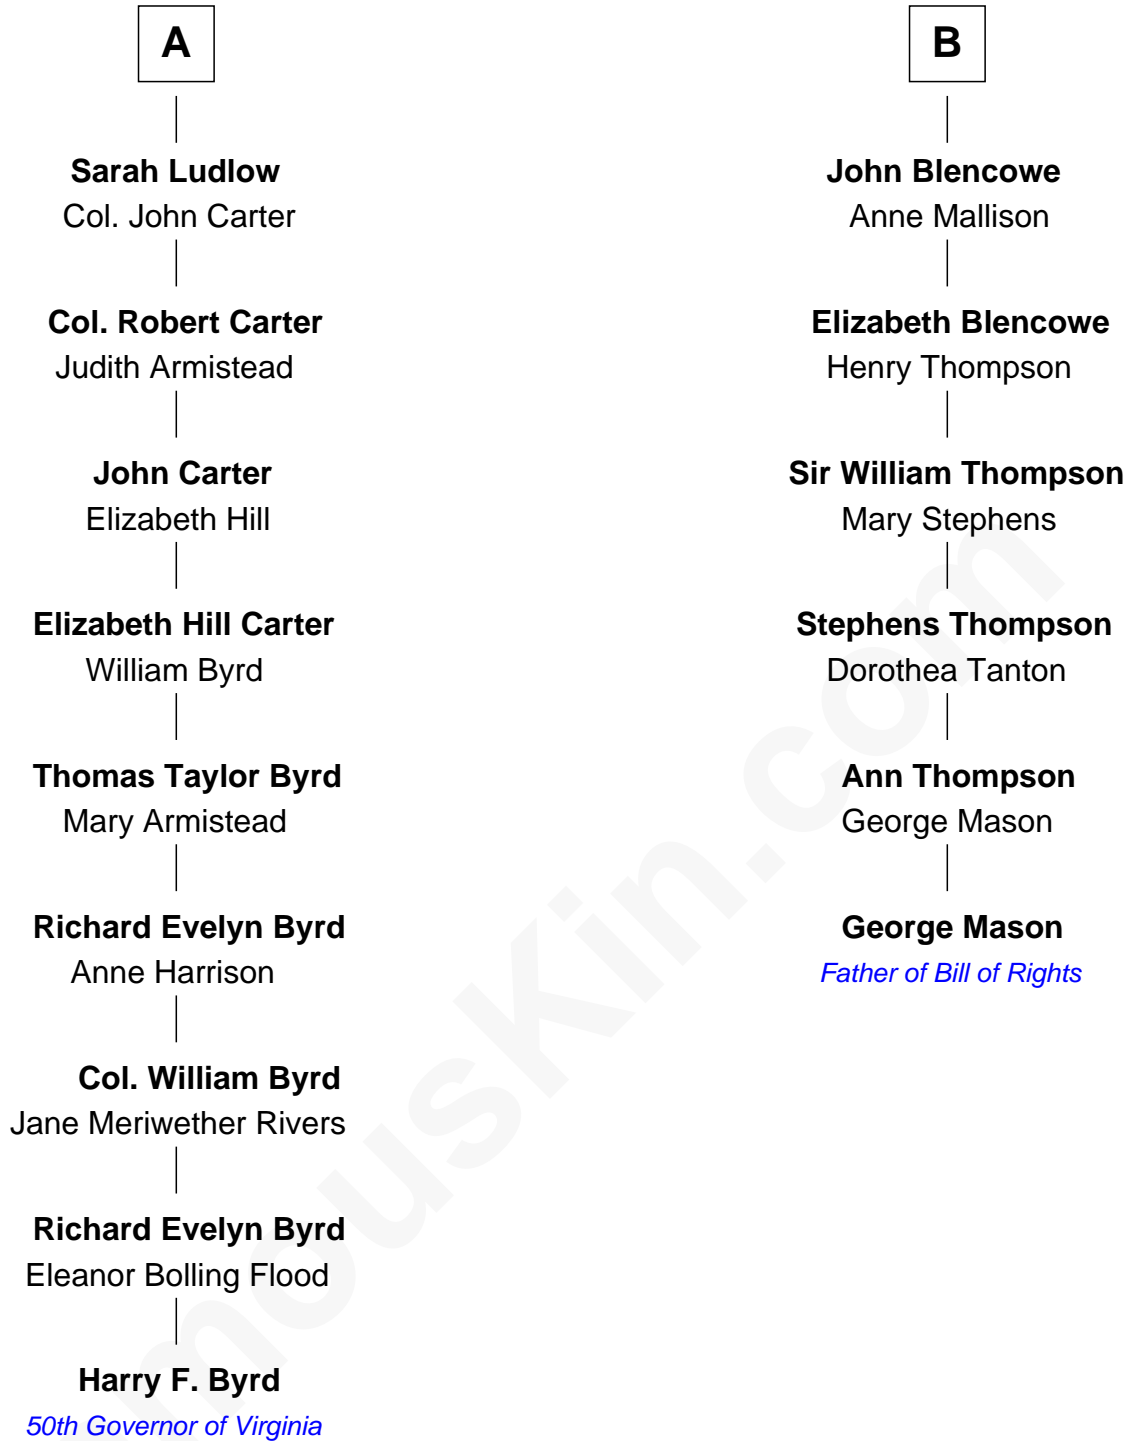 A
Sarah Ludlow
Col. John Carter
Col. Robert Carter
Judith Armistead
John Carter
Elizabeth Hill
Elizabeth Hill Carter
William Byrd
Thomas Taylor Byrd
Mary Armistead
Richard Evelyn Byrd
Anne Harrison
Col. William Byrd
Jane Meriwether Rivers
Richard Evelyn Byrd
Eleanor Bolling Flood
Harry F. Byrd
50th Governor of Virginia
B
John Blencowe
Anne Mallison
Elizabeth Blencowe
Henry Thompson
Sir William Thompson
Mary Stephens
Stephens Thompson
Dorothea Tanton
Ann Thompson
George Mason
George Mason
Father of Bill of Rights
mousKin.com